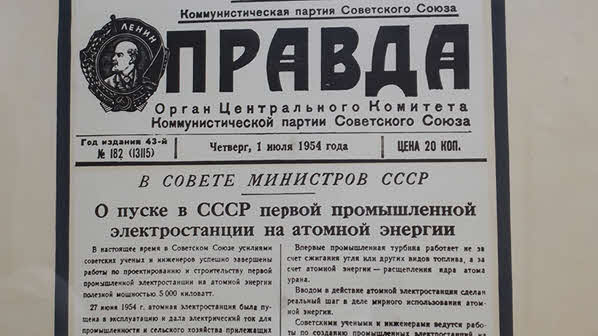 Коммунистическая партия Советского Союза
ЛЕНИН
ПРАВДА
Орган Центрального Комитета
Коммунистической партии Советского Союза
Год издания 43-й
№ 182 (13115)
Четверг, 1 июля 1954 года
ЦЕНА 20 КОП.
В СОВЕТЕ МИНИСТРОВ СССР
О пуске в СССР первой промышленной
электростанции на атомной энергии
В настоящее время в Советском Союзе усилиями
советских ученых и инженеров успешно завершены
работы по проектированию и строительству первой
промышленной электростанции на атомной энергии
полезной мощностью 5 000 киловатт.
27 июня 1954 г. атомная электростанция была пущ-
ена в эксплуатацию и дала электрический ток для
промышленности и сельского хозяйства прилежащих
Впервые промышленная турбина работает не за
счет сжигания угля или других видов топлива, а за
счет атомной энергии — расщепления ядра атома
урана.
Вводом в действие атомной электростанции сделан
реальный шаг в деле мирного использования атом-
ной энергии.
Советскими учеными и инженерами ведутся рабо-
ты по созданию промышленных электростанций на